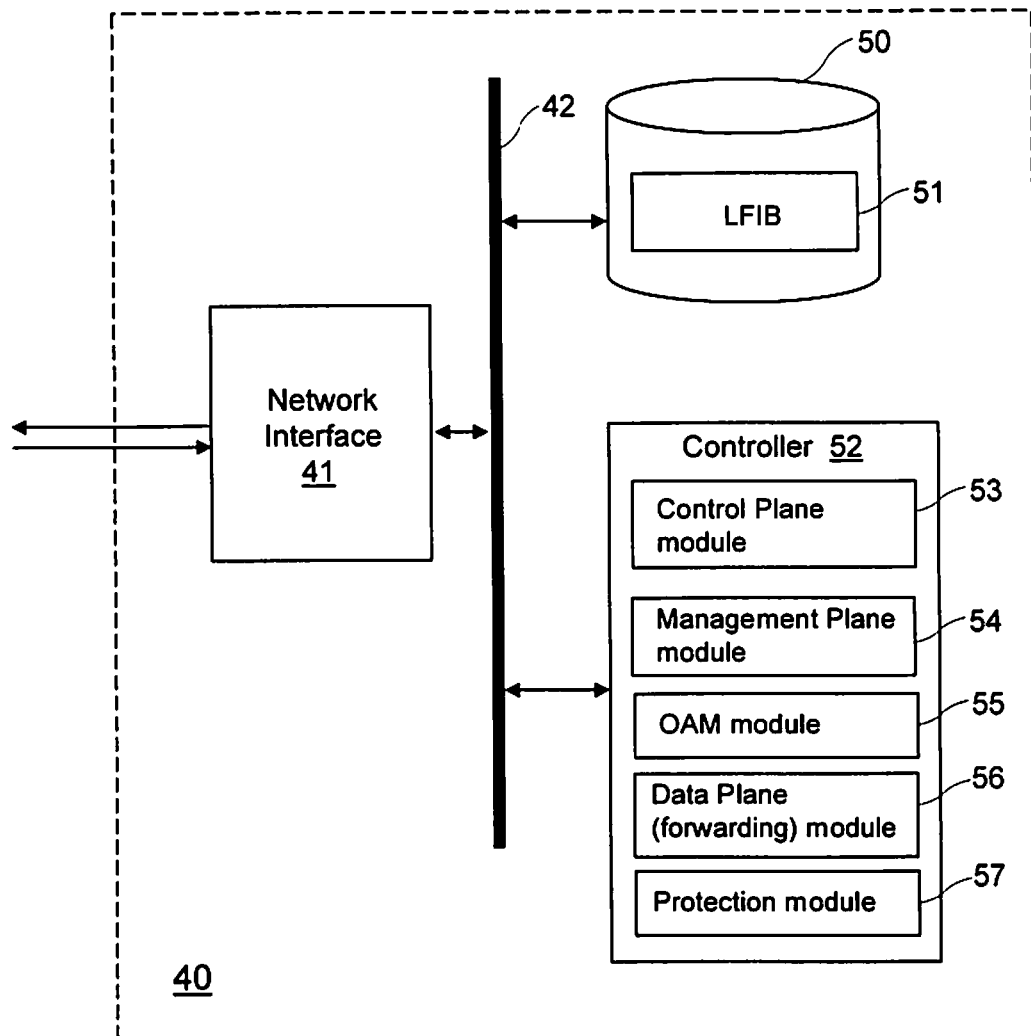 50
42
51
LFIB
Network
Interface
41
Controller 52
53
Control Plane
module
Management Plane
module
54
OAM module
55
Data Plane
(forwarding) module
56
Protection module
57
40